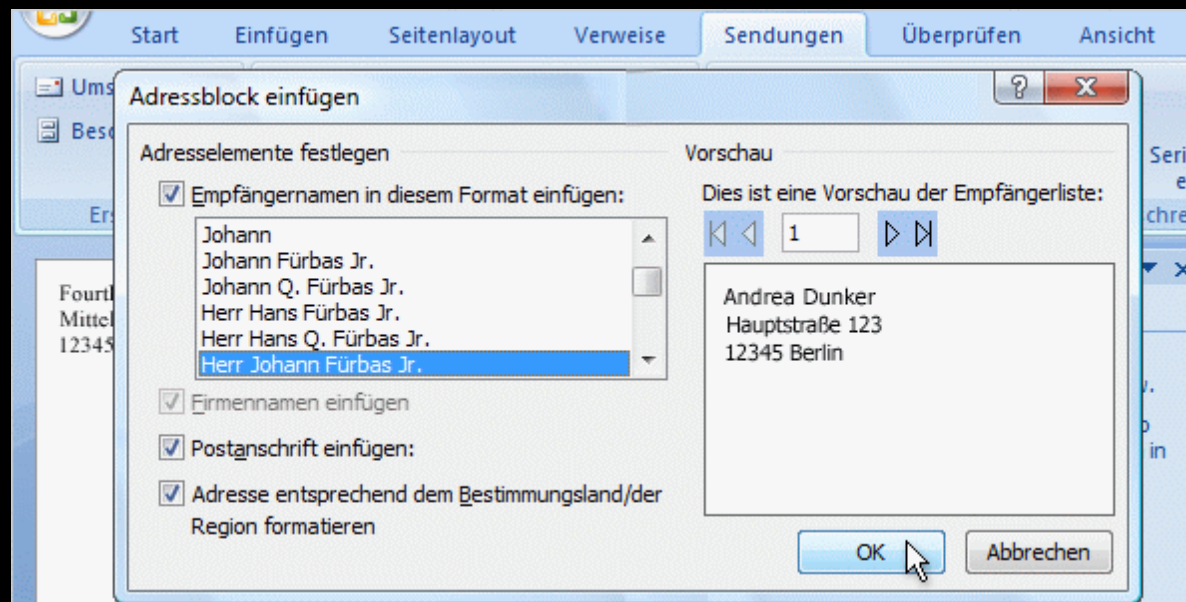 Start Einfügen Seitenlayout Verweise Sendungen Überprüfen Ansicht
Adressblock einfügen
Adresselemente festlegen
Empfängernamen in diesem Format einfügen:
Johann
Johann Fürbas Jr.
Johann Q. Fürbas Jr.
Herr Hans Fürbas Jr.
Herr Hans Q. Fürbas Jr.
Herr Johann Fürbas Jr.
Firmennamen einfügen
Postanschrift einfügen:
Adresse entsprechend dem Bestimmungsland/der
Region formatieren
Vorschau
Dies ist eine Vorschau der Empfängerliste:
1
Andrea Dunker
Hauptstraße 123
12345 Berlin
OK Abbrechen
12345
in